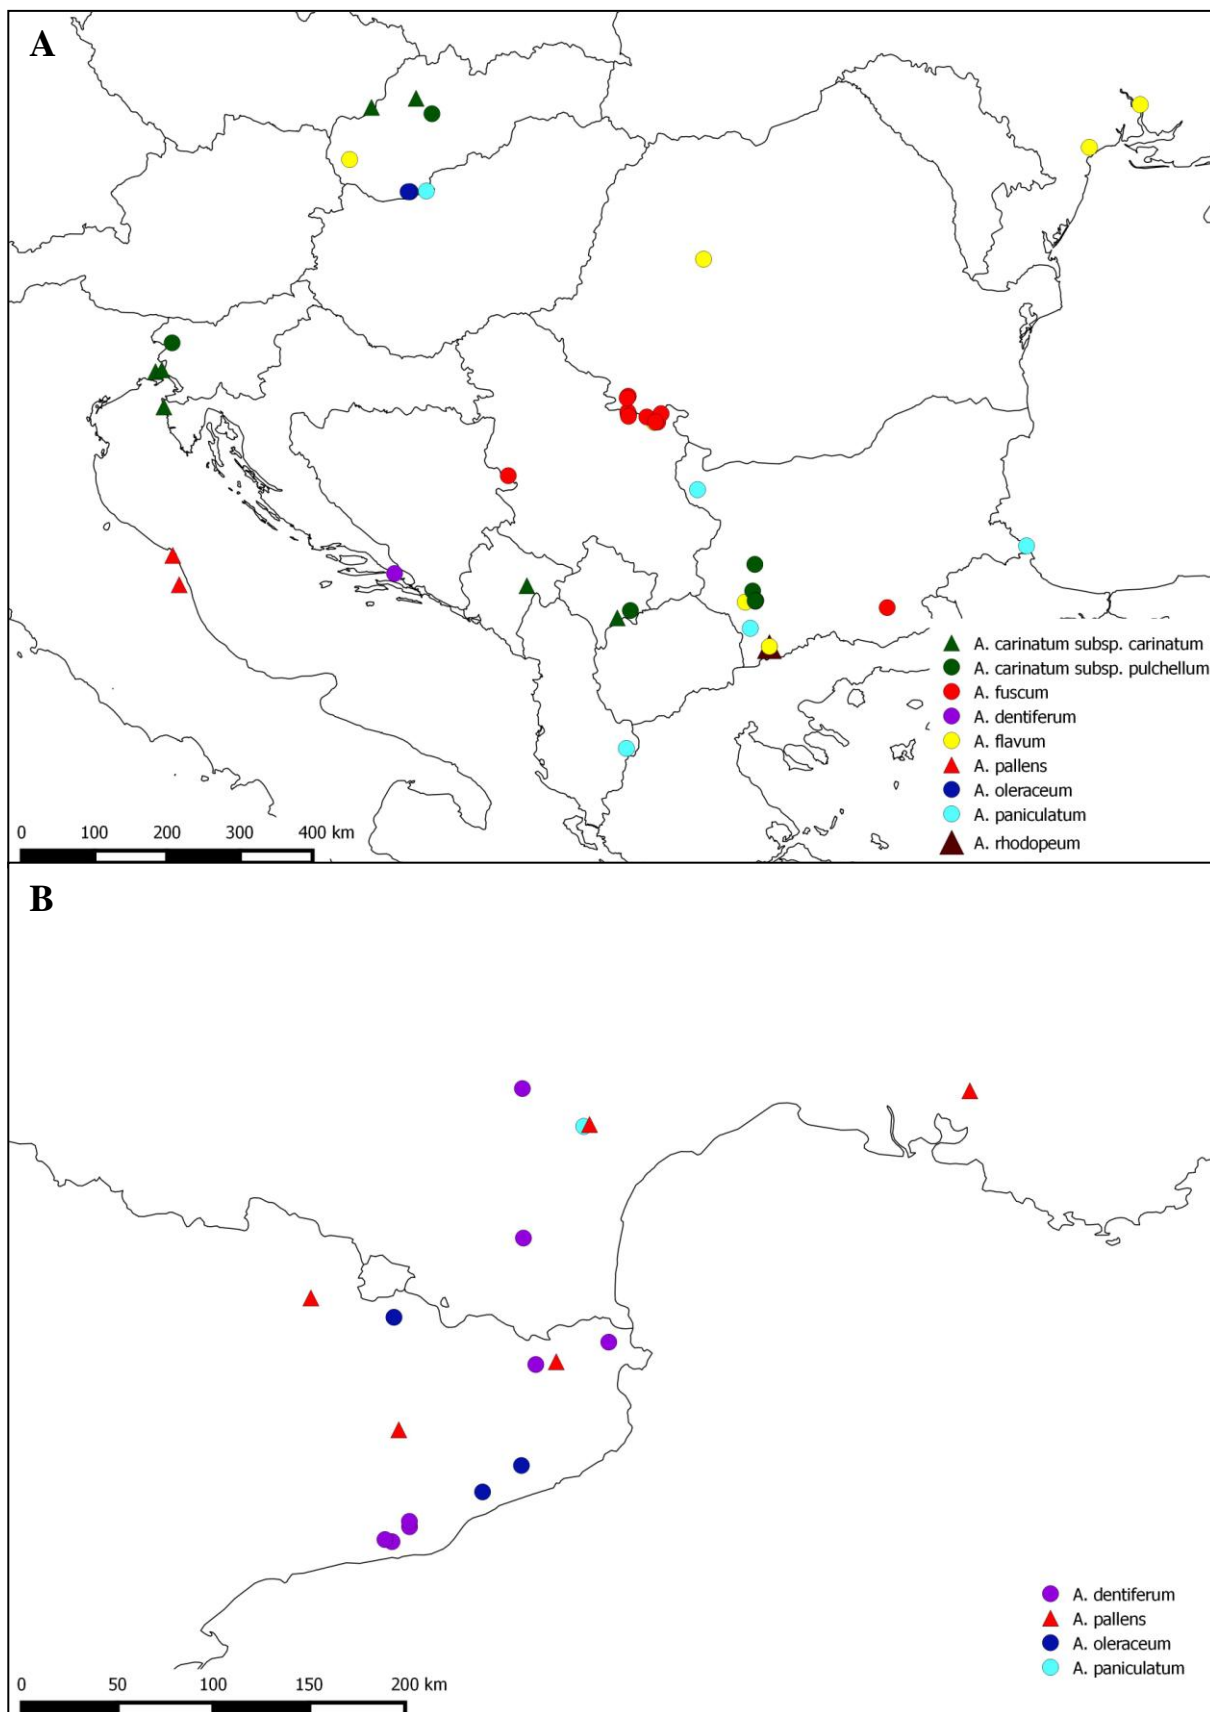 A
A. carinatum subsp. carinatum
A. carinatum subsp. pulchellum
A. fuscum
A. dentiferum
A. flavum
A. pallens
A. oleraceum
A. paniculatum
A. rhodopeum
0 100 200 300 400 km
B
A. dentiferum
A. pallens
A. oleraceum
A. paniculatum
0 50 100 150 200 km